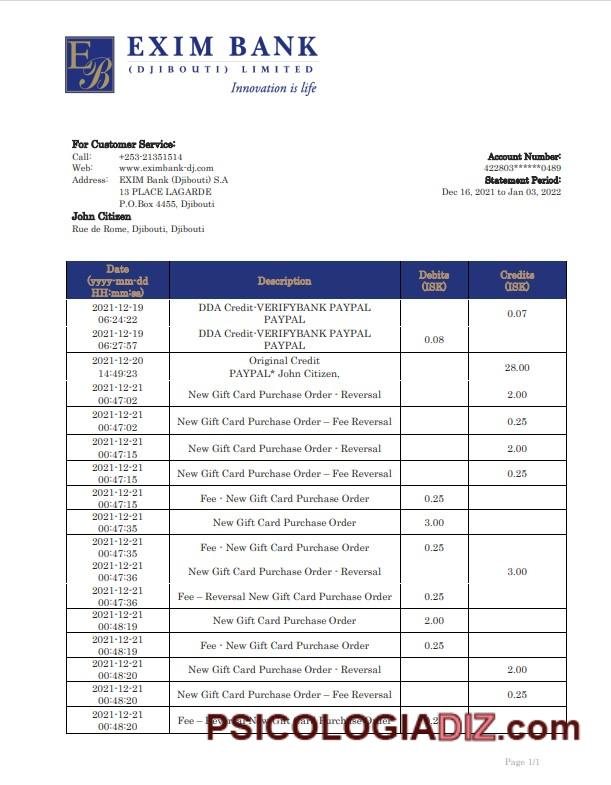 EB
EXIM BANK
(DJIBOUTI) LIMITED
Innovation is life
For Customer Service:
Call: +253-21351514
Web: www.eximbank-dj.com
Address: EXIM Bank (Djibouti) S.A
13 PLACE LAGARDE
P.O.Box 4455, Djibouti
Account Number:
422803******0489
Statement Period:
Dec 16, 2021 to Jan 03, 2022
John Citizen
Rue de Rome, Djibouti, Djibouti
Date (yyyy-mm-dd HH:mm:ss) Description Debits (ISK) Credits (ISK)
2021-12-19 06:24:22 DDA Credit-VERIFYBANK PAYPAL PAYPAL 0.07
2021-12-19 06:27:57 DDA Credit-VERIFYBANK PAYPAL PAYPAL 0.08
2021-12-20 14:49:23 Original Credit PAYPAL* John Citizen, 28.00
2021-12-21 00:47:02 New Gift Card Purchase Order - Reversal 2.00
2021-12-21 00:47:02 New Gift Card Purchase Order – Fee Reversal 0.25
2021-12-21 00:47:15 New Gift Card Purchase Order - Reversal 2.00
2021-12-21 00:47:15 New Gift Card Purchase Order – Fee Reversal 0.25
2021-12-21 00:47:15 Fee - New Gift Card Purchase Order 0.25
2021-12-21 00:47:35 New Gift Card Purchase Order 3.00
2021-12-21 00:47:35 Fee - New Gift Card Purchase Order 0.25
2021-12-21 00:47:36 New Gift Card Purchase Order - Reversal 3.00
2021-12-21 00:47:36 Fee – Reversal New Gift Card Purchase Order 0.25
2021-12-21 00:48:19 New Gift Card Purchase Order 2.00
2021-12-21 00:48:19 Fee - New Gift Card Purchase Order 0.25
2021-12-21 00:48:20 New Gift Card Purchase Order - Reversal 2.00
2021-12-21 00:48:20 New Gift Card Purchase Order – Fee Reversal 0.25
2021-12-21 00:48:20 Fee – Reversal New Gift Card Purchase Order
PSICOLOGIADIZ.com
Page 1/1